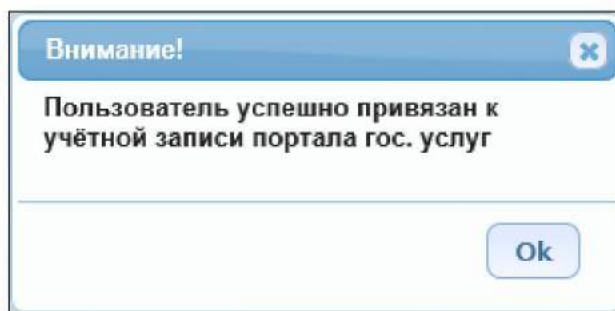 Внимание!
Пользователь успешно привязан к
учётной записи портала гос. услуг
Ok